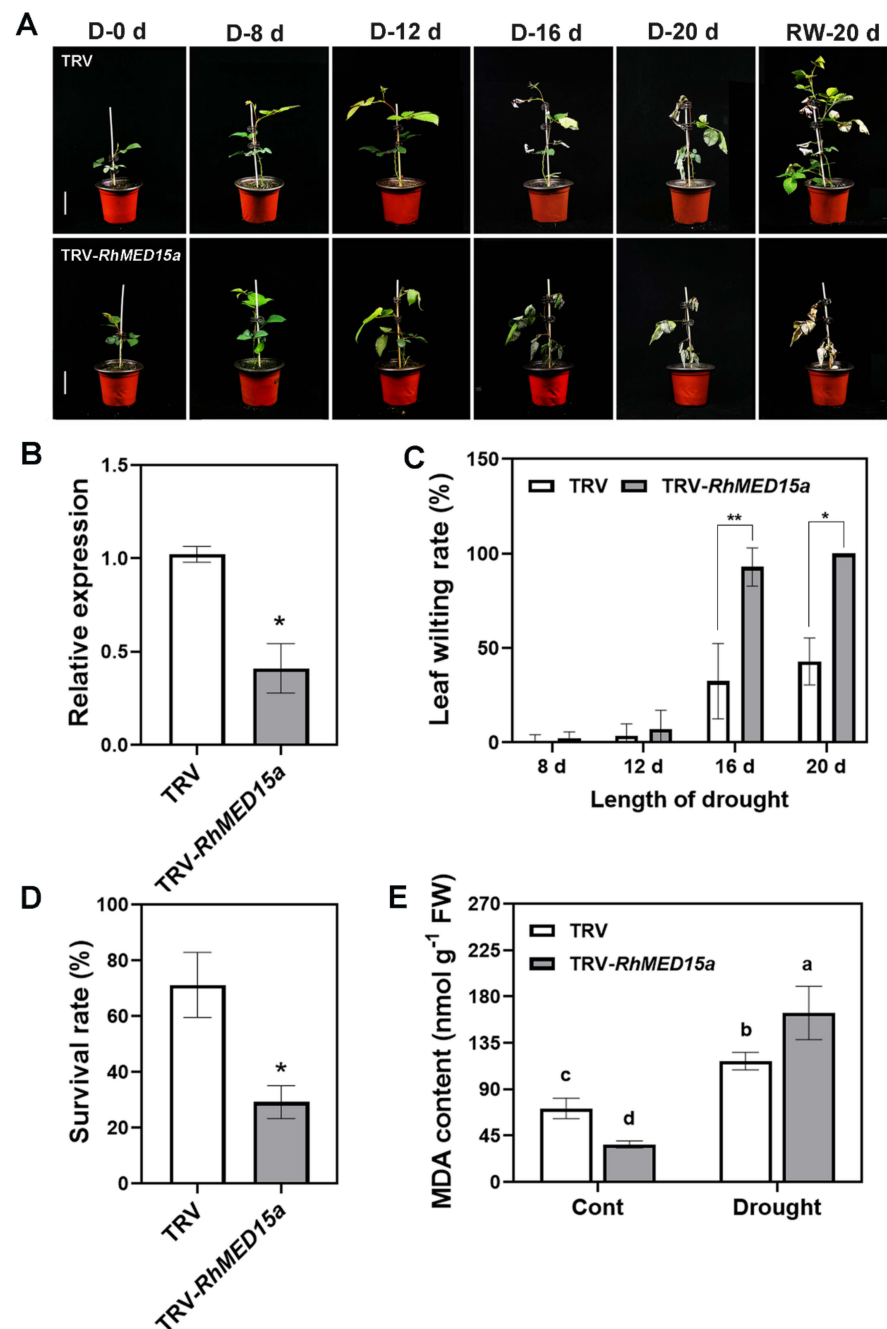 A
D-0 d D-8 d D-12 d D-16 d D-20 d RW-20 d
TRV
TRV-RhMED15a
B
Relative expression
1.5
1.0
0.5
0.0
*
TRV
TRV-RhMED15a
C
Leaf wilting rate (%)
150
100
50
0
TRV TRV-RhMED15a
**
*
8 d 12 d 16 d 20 d
Length of drought
D
Survival rate (%)
100
80
60
40
20
0
*
TRV
TRV-RhMED15a
E
MDA content (nmol g⁻¹ FW)
270
225
180
135
90
45
0
TRV
TRV-RhMED15a
c
d
b
a
Cont Drought